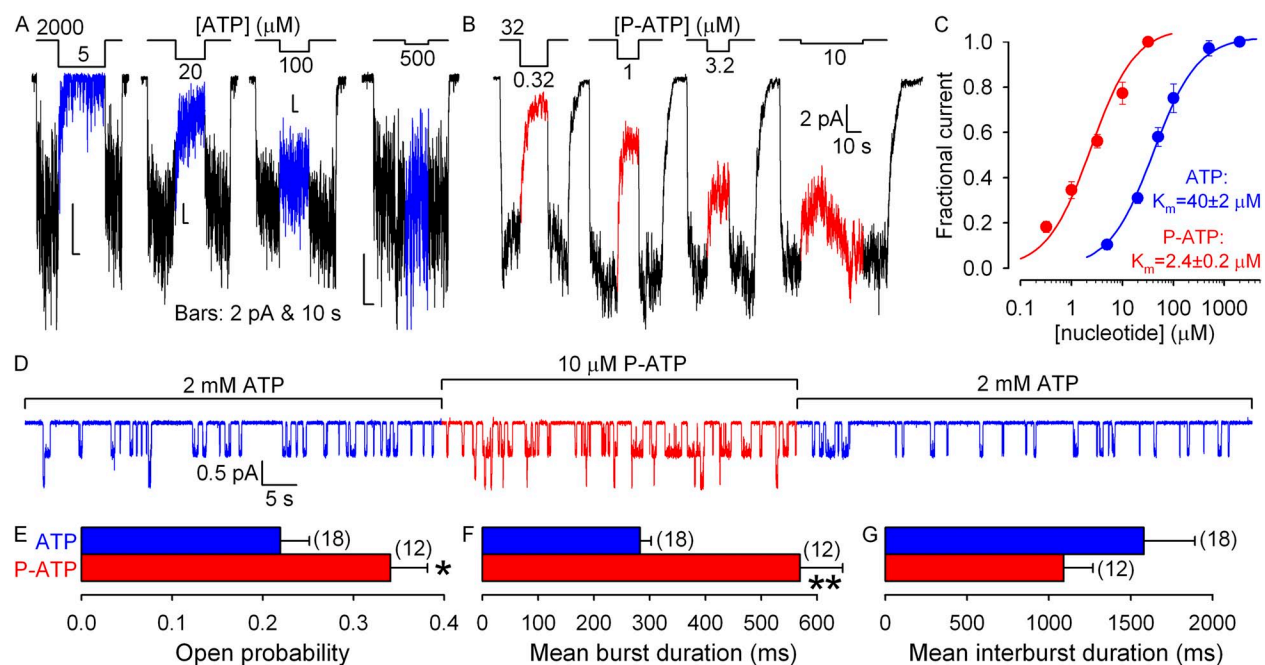 A
[ATP] (µM)
2000
5
20
100
500
Bars: 2 pA & 10 s
B
[P-ATP] (µM)
32
0.32
1
3.2
10
2 pA
10 s
C
Fractional current
1.0
0.8
0.6
0.4
0.2
0.0
ATP:
Km=40±2 µM
P-ATP:
Km=2.4±0.2 µM
0.1
1
10
100
1000
[nucleotide] (µM)
D
2 mM ATP
10 µM P-ATP
2 mM ATP
0.5 pA
5 s
E
ATP
P-ATP
(18)
(12)
*
0.0
0.1
0.2
0.3
0.4
Open probability
F
(18)
(12)
**
0
100
200
300
400
500
600
Mean burst duration (ms)
G
(18)
(12)
0
500
1000
1500
2000
Mean interburst duration (ms)